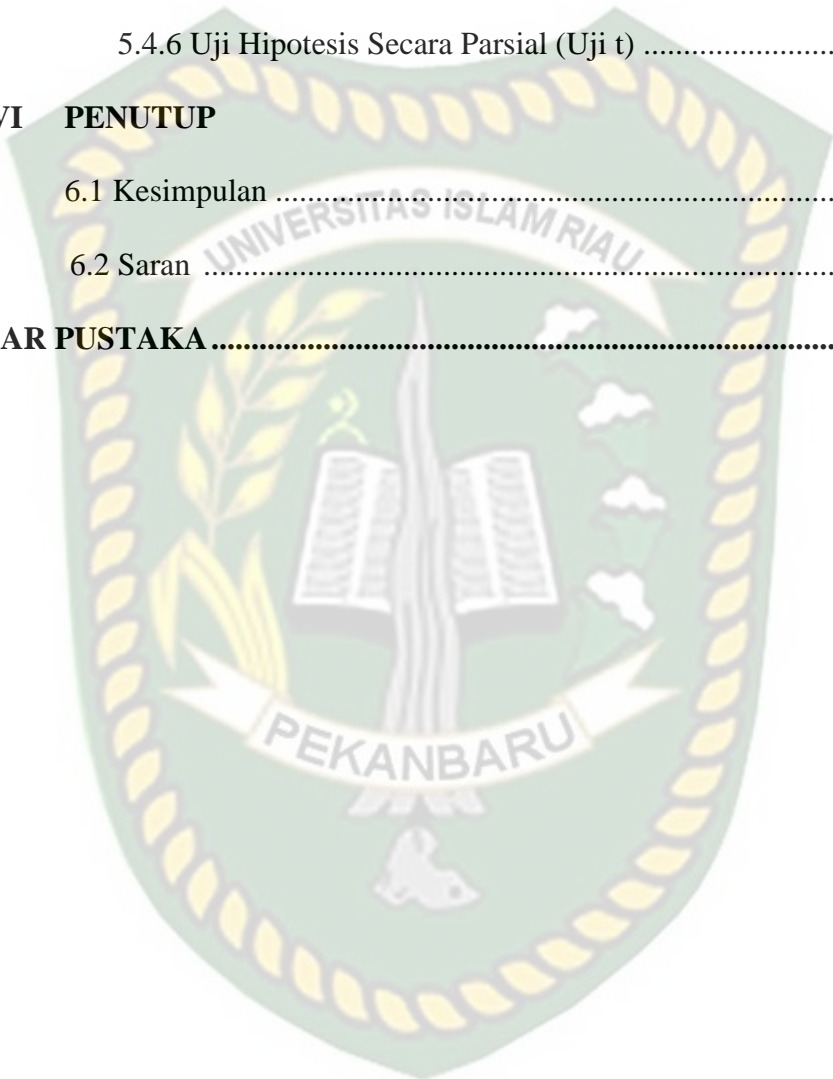 5.4.6 Uji Hipotesis Secara Parsial (Uji t) ........................
VI PENUTUP
6.1 Kesimpulan ......................................................................
6.2 Saran ...............................................................................
AR PUSTAKA..............................................................................
UNIVERSITAS ISLAM RIAU
PEKANBARU